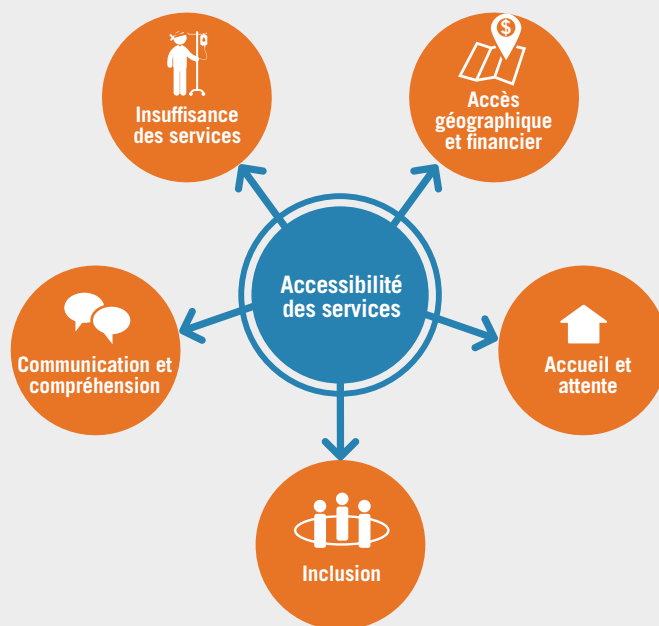 Insuffisance
des services
$
Accès
géographique
et financier
Accessibilité
des services
Communication et
compréhension
Accueil et
attente
Inclusion